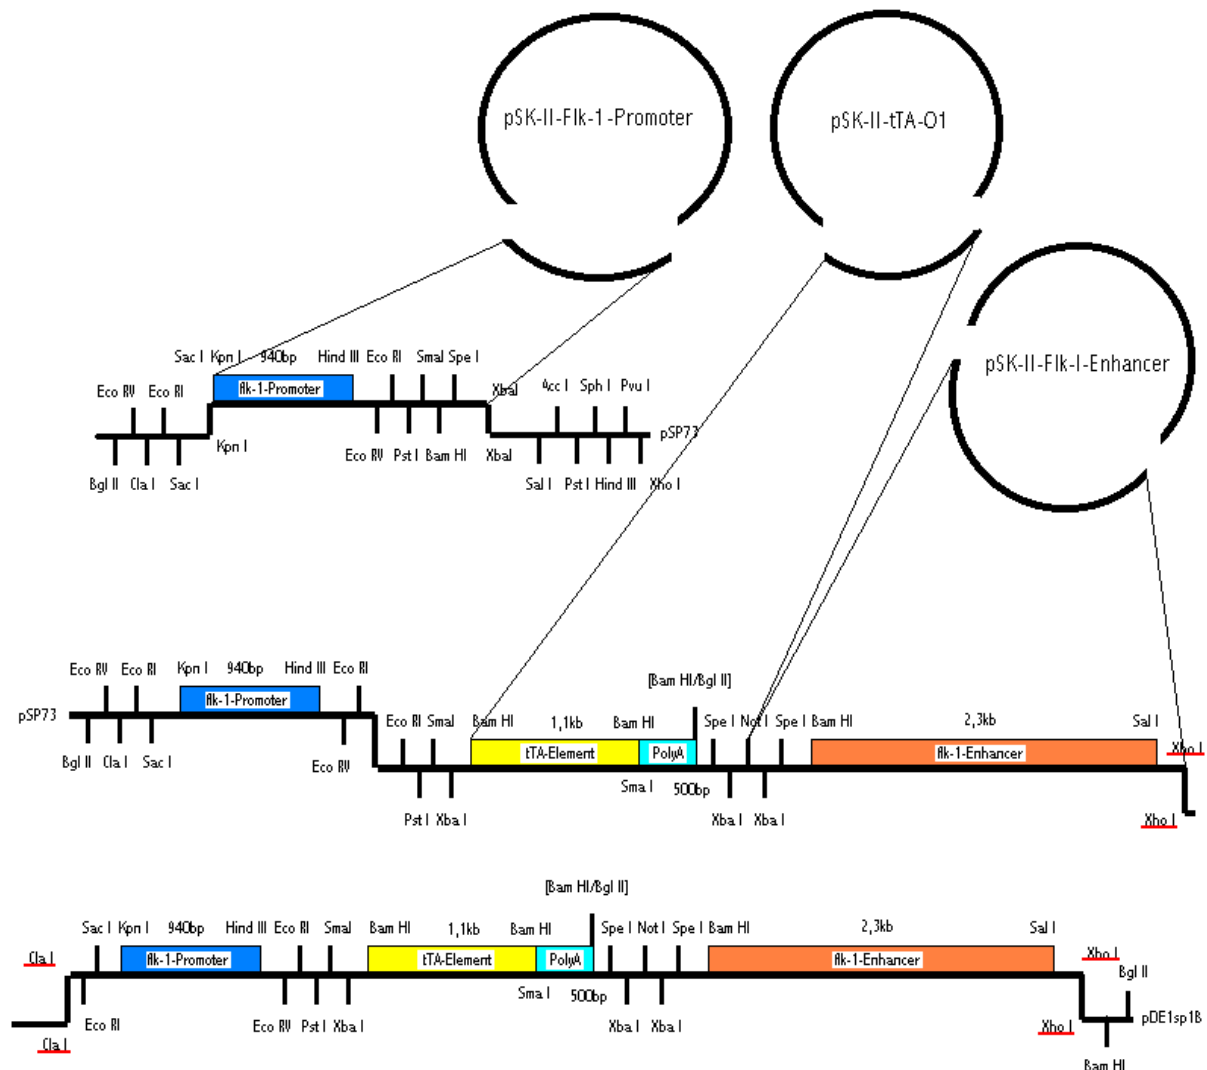 pSK-II-Flk-1-Promoter
pSK-II-tTA-O1
pSK-II-Flk-I-Enhancer
Sac I Kpn I 940bp Hind III Eco RI SmaI Spe I
flk-1-Promoter
Eco RV Eco RI XbaI Acc I Sph I Pvu I
pSP73
Kpn I Eco RV Pst I Bam HI XbaI
Bgl II Cla I Sac I Sal I Pst I Hind III Xho I
Eco RV Eco RI Kpn I 940bp Hind III Eco RI
[Bam HI/Bgl II]
pSP73 flk-1-Promoter
Eco RI SmaI Bam HI 1,1kb Bam HI Spe I Not I Spe I Bam HI 2,3kb Sal I
Bgl II Cla I Sac I Eco RV tTA-Element PolyA flk-1-Enhancer Xho I
Sma I 500bp
Pst I Xba I Xba I Xba I Xho I
[Bam HI/Bgl II]
Sac I Kpn I 940bp Hind III Eco RI SmaI Bam HI 1,1kb Bam HI Spe I Not I Spe I Bam HI 2,3kb Sal I
Cla I flk-1-Promoter tTA-Element PolyA flk-1-Enhancer Xho I
Bgl II
Sma I 500bp
pDE1sp1B
Eco RI Eco RV Pst I Xba I Xba I Xba I Xho I
Cla I
Bam HI